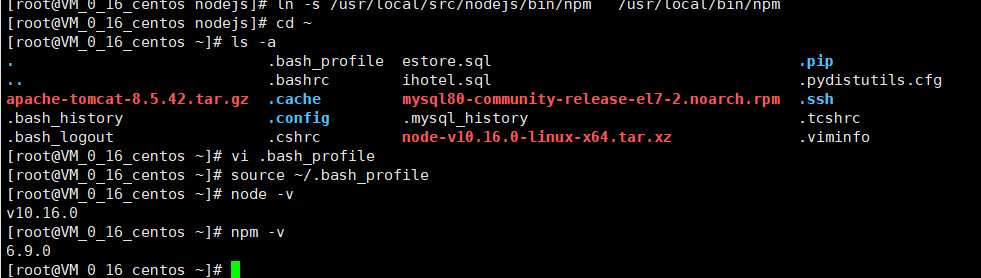 [root@VM_0_16_centos nodejs]# ln -s /usr/local/src/nodejs/bin/npm   /usr/local/bin/npm
[root@VM_0_16_centos nodejs]# cd ~
[root@VM_0_16_centos ~]# ls -a
.                            .bash_profile  estore.sql                               .pip
..                           .bashrc        ihotel.sql                               .pydistutils.cfg
apache-tomcat-8.5.42.tar.gz  .cache         mysql80-community-release-el7-2.noarch.rpm  .ssh
.bash_history                .config        .mysql_history                           .tcshrc
.bash_logout                 .cshrc         node-v10.16.0-linux-x64.tar.xz           .viminfo
[root@VM_0_16_centos ~]# vi .bash_profile
[root@VM_0_16_centos ~]# source ~/.bash_profile
[root@VM_0_16_centos ~]# node -v
v10.16.0
[root@VM_0_16_centos ~]# npm -v
6.9.0
[root@VM_0_16_centos ~]#